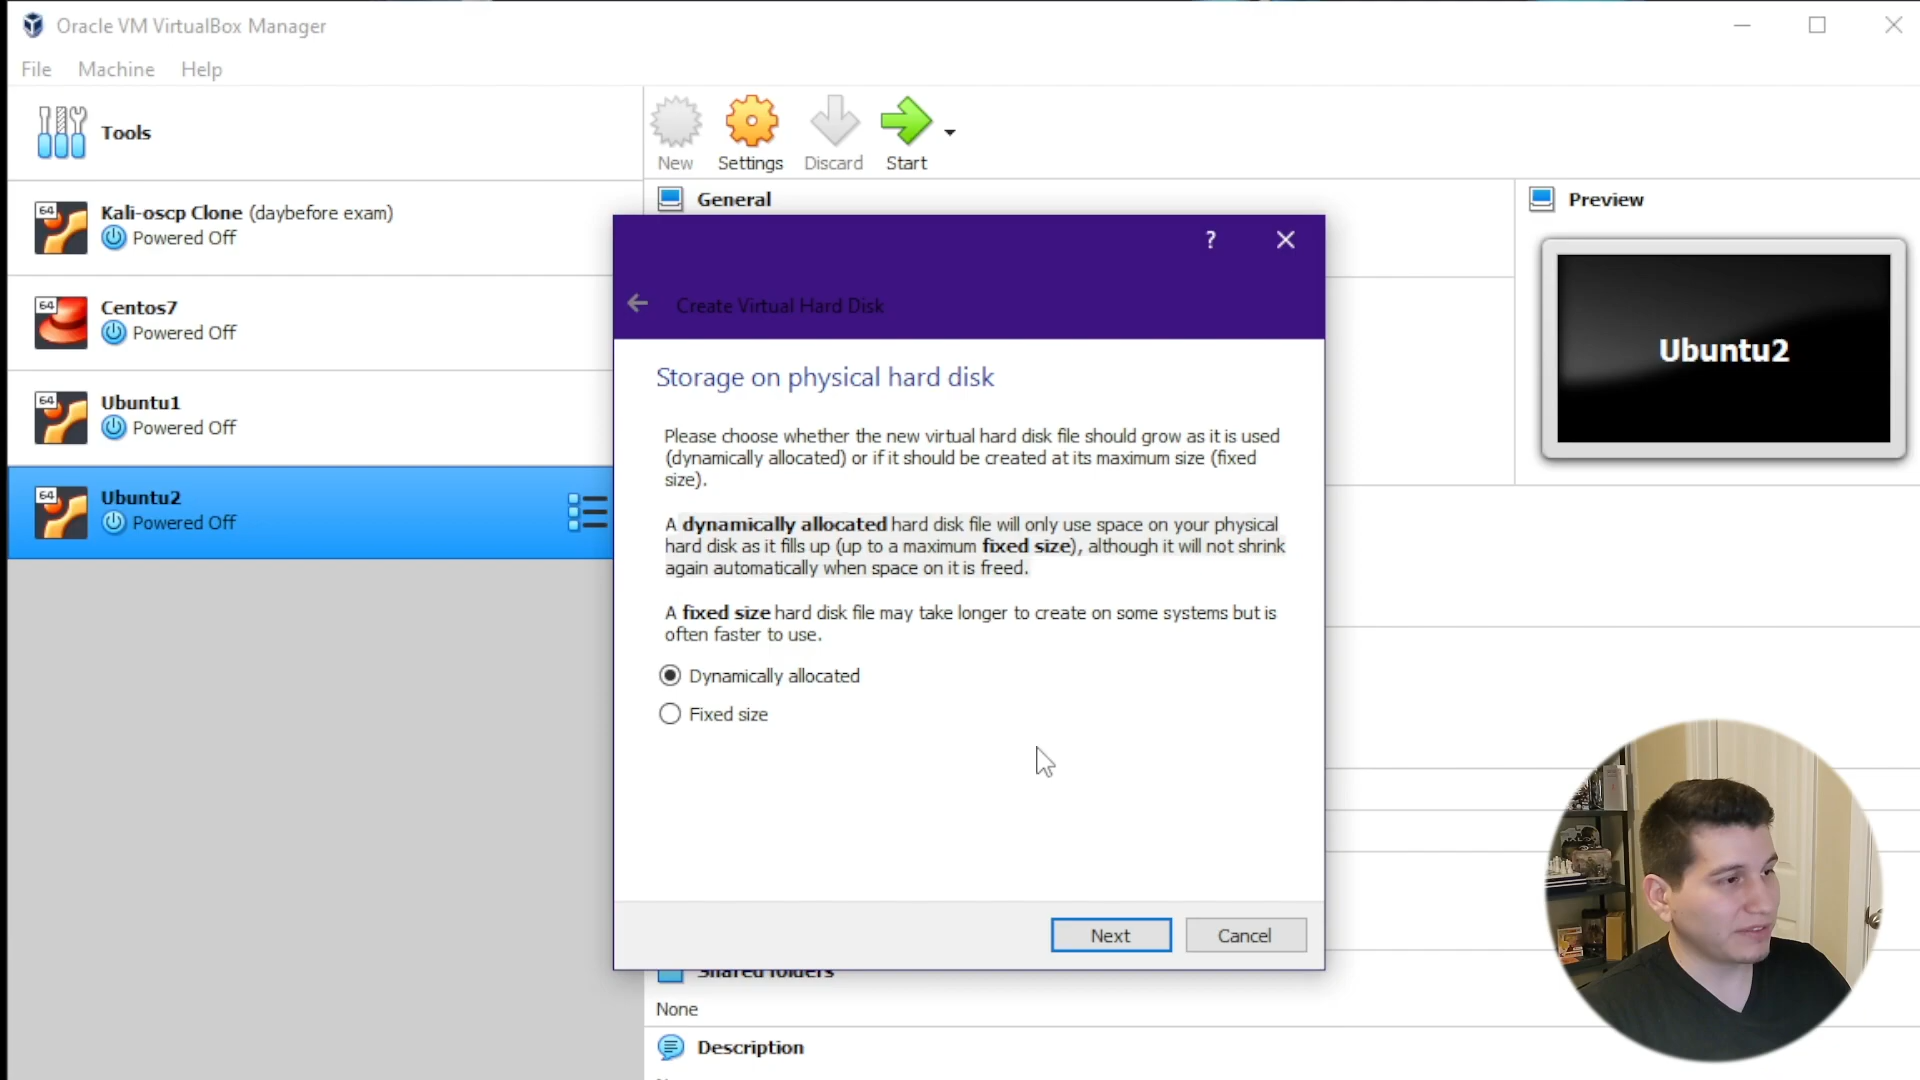 Oracle VM VirtualBox Manager
File Machine Help
Tools
New Settings Discard Start
64
Kali-oscp Clone (daybefore exam)
Powered Off
64
Centos7
Powered Off
64
Ubuntu1
Powered Off
64
Ubuntu2
Powered Off
General
Preview
Ubuntu2
?
Create Virtual Hard Disk
Storage on physical hard disk
Please choose whether the new virtual hard disk file should grow as it is used
(dynamically allocated) or if it should be created at its maximum size (fixed
size).
A dynamically allocated hard disk file will only use space on your physical
hard disk as it fills up (up to a maximum fixed size), although it will not shrink
again automatically when space on it is freed.
A fixed size hard disk file may take longer to create on some systems but is
often faster to use.
Dynamically allocated
Fixed size
Next Cancel
Shared folders
None
Description